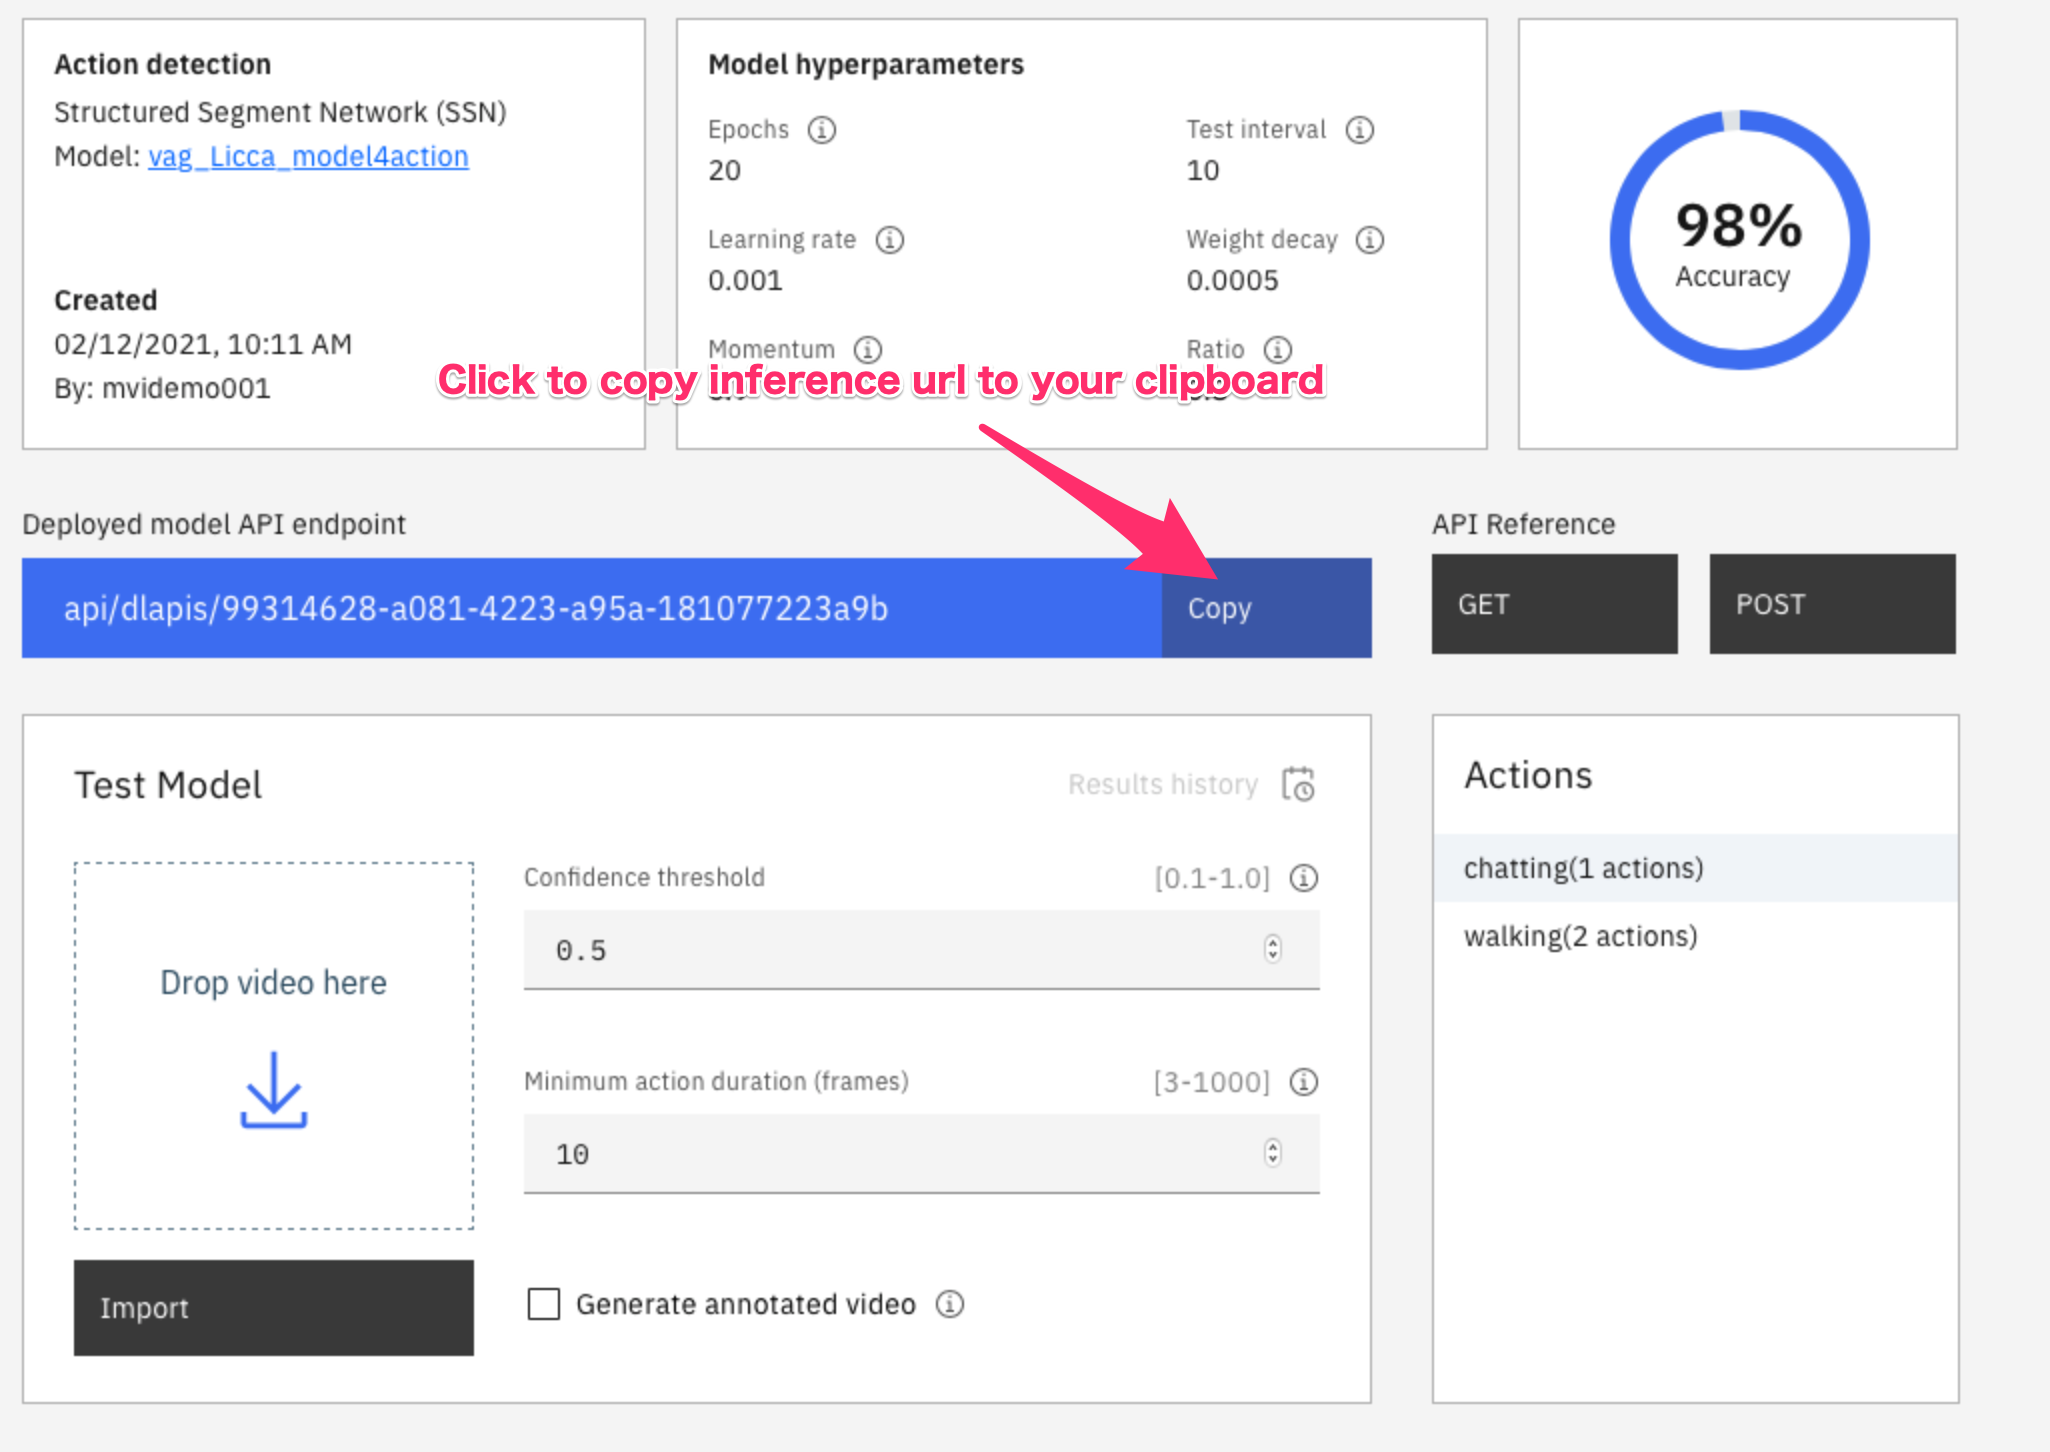 Action detection
Structured Segment Network (SSN)
Model: vag_Licca_model4action
Created
02/12/2021, 10:11 AM
By: mvidemo001
Model hyperparameters
Epochs
20
Test interval
10
Learning rate
0.001
Weight decay
0.0005
Momentum
Ratio
98%
Accuracy
Click to copy inference url to your clipboard
Deployed model API endpoint
api/dlapis/99314628-a081-4223-a95a-181077223a9b
Copy
API Reference
GET
POST
Test Model
Results history
Drop video here
Import
Confidence threshold
[0.1-1.0]
0.5
Minimum action duration (frames)
[3-1000]
10
Generate annotated video
Actions
chatting(1 actions)
walking(2 actions)